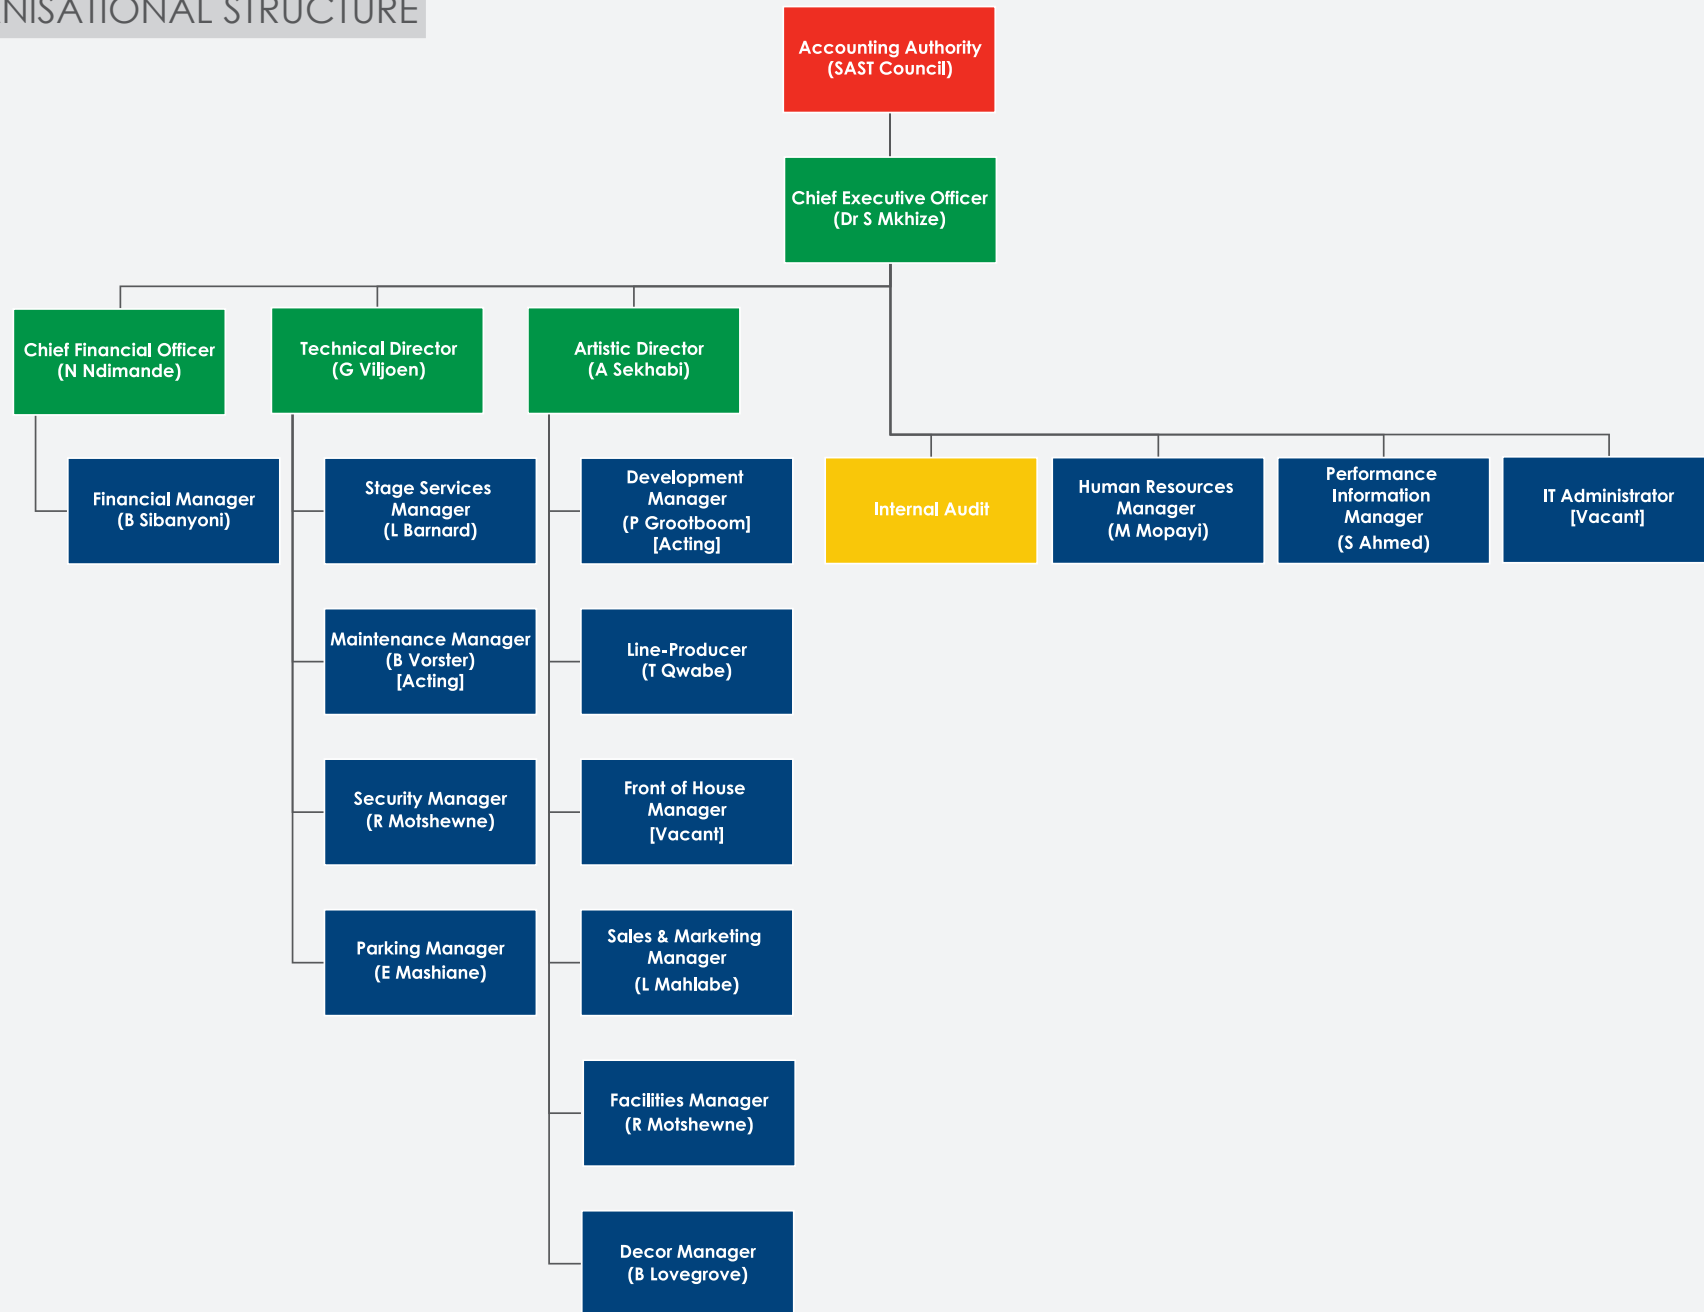 NISATIONAL STRUCTURE
Accounting Authority
(SAST Council)
Chief Executive Officer
(Dr S Mkhize)
Chief Financial Officer
(N Ndimande)
Technical Director
(G Viljoen)
Artistic Director
(A Sekhabi)
Financial Manager
(B Sibanyoni)
Stage Services
Manager
(L Barnard)
Development
Manager
(P Grootboom]
[Acting]
Internal Audit
Human Resources
Manager
(M Mopayi)
Performance
Information
Manager
(S Ahmed)
IT Administrator
[Vacant]
Maintenance Manager
(B Vorster)
[Acting]
Line-Producer
(T Qwabe)
Security Manager
(R Motshewne)
Front of House
Manager
[Vacant]
Parking Manager
(E Mashiane)
Sales & Marketing
Manager
(L Mahlabe)
Facilities Manager
(R Motshewne)
Decor Manager
(B Lovegrove)